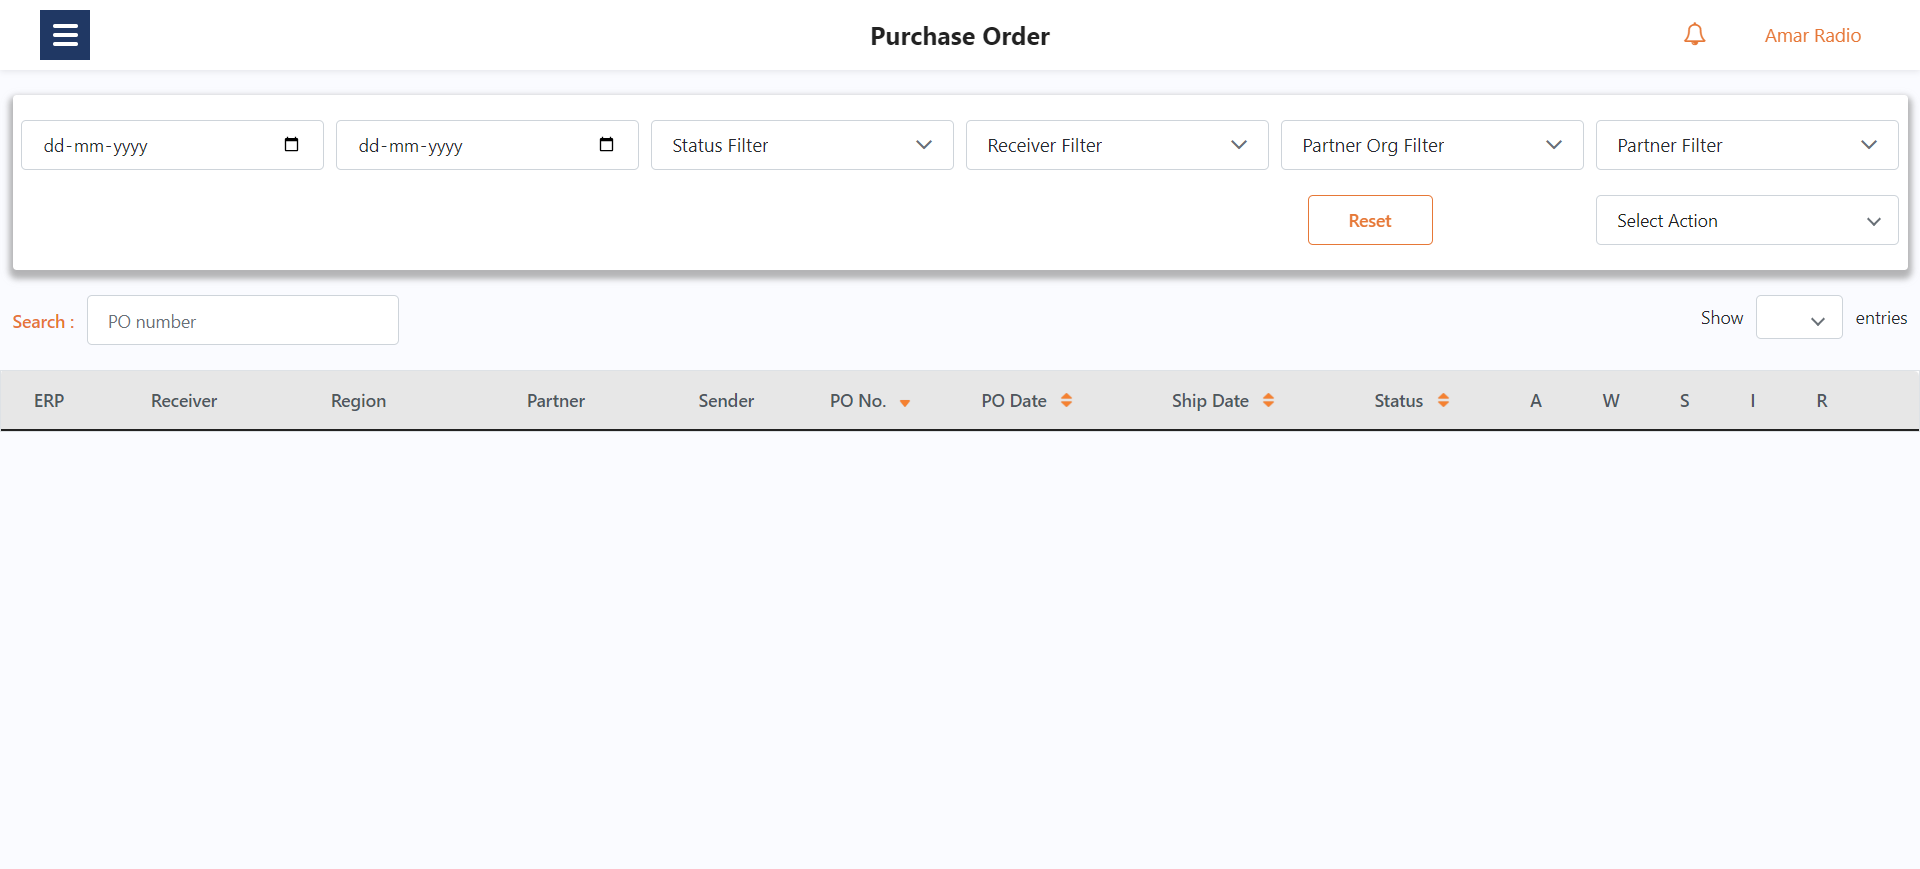 Purchase Order
Amar Radio
dd-mm-yyyy dd-mm-yyyy Status Filter Receiver Filter Partner Org Filter Partner Filter
Reset Select Action
Search : PO number Show entries
ERP Receiver Region Partner Sender PO No. PO Date Ship Date Status A W S I R